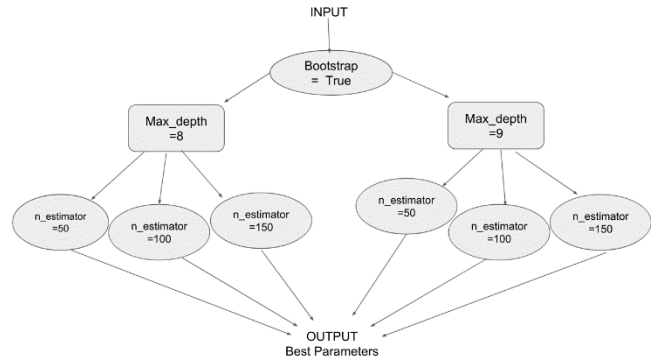 INPUT
Bootstrap
= True
Max_depth
=8
Max_depth
=9
n_estimator
=50
n_estimator
=100
n_estimator
=150
n_estimator
=50
n_estimator
=100
n_estimator
=150
OUTPUT
Best Parameters